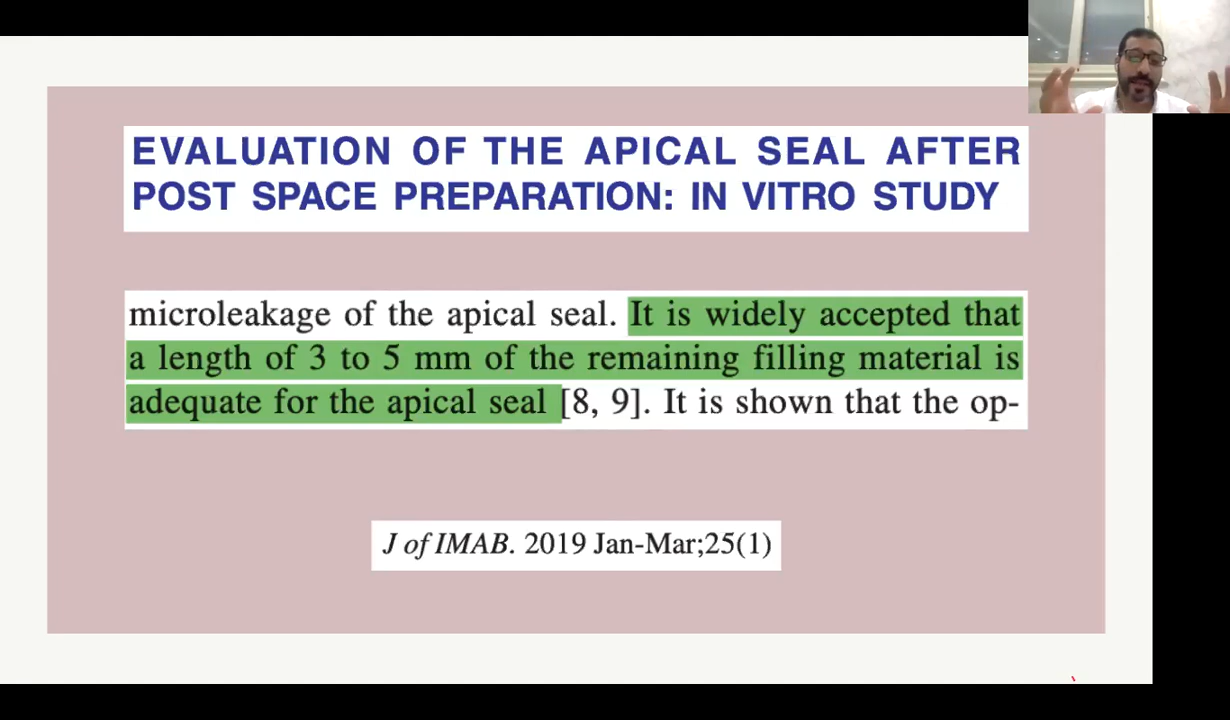 EVALUATION OF THE APICAL SEAL AFTER
POST SPACE PREPARATION: IN VITRO STUDY
microleakage of the apical seal. It is widely accepted that
a length of 3 to 5 mm of the remaining filling material is
adequate for the apical seal [8, 9]. It is shown that the op-
J of IMAB. 2019 Jan-Mar;25(1)